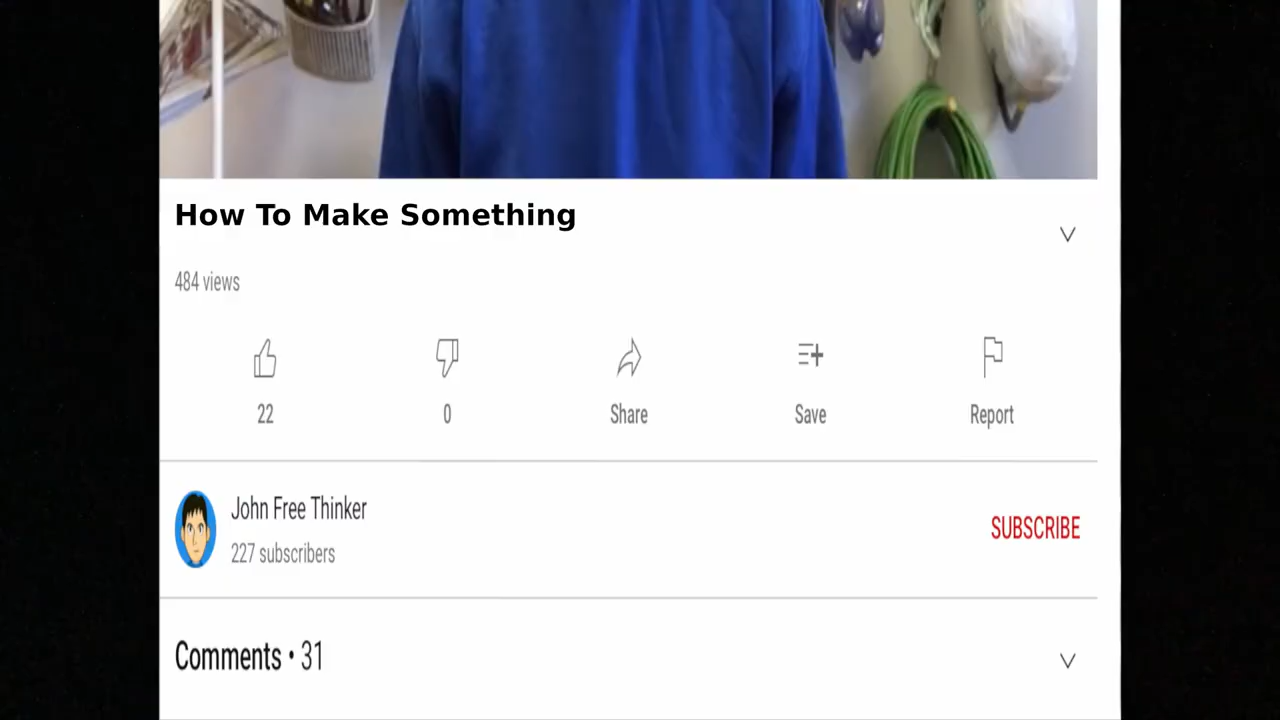 How To Make Something
484 views
22 0 Share Save Report
John Free Thinker
227 subscribers
SUBSCRIBE
Comments • 31